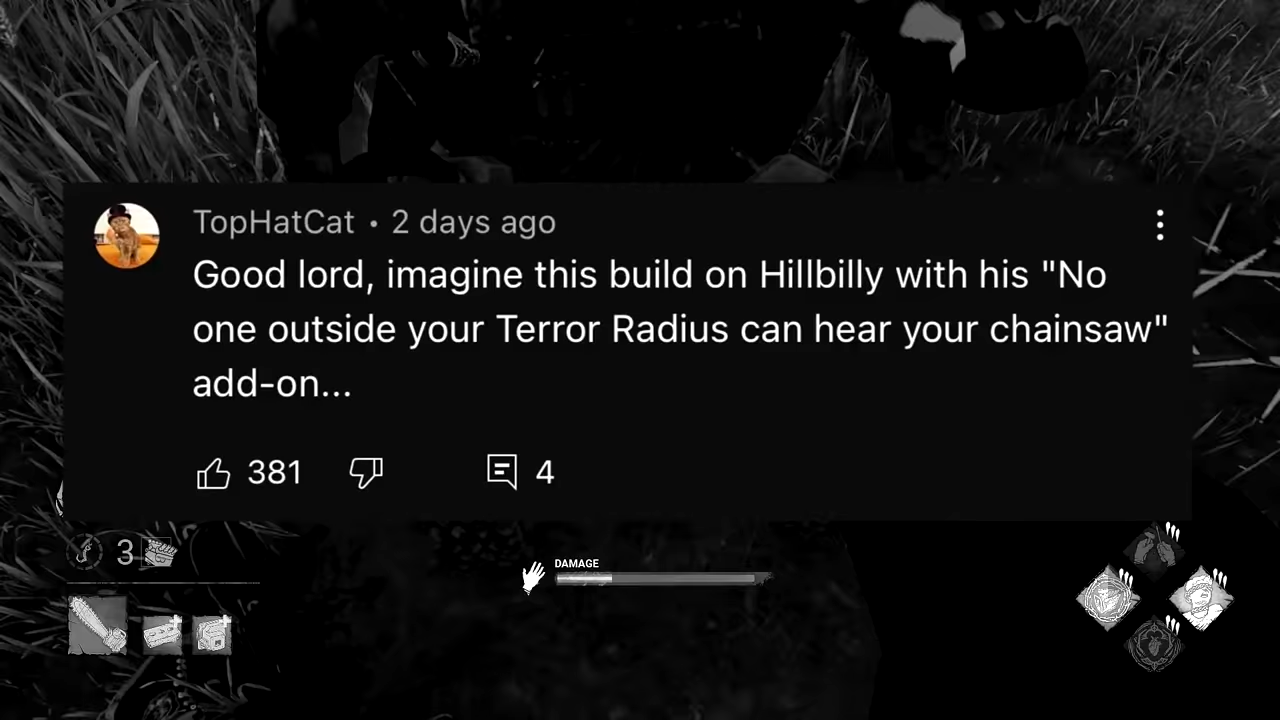 TopHatCat • 2 days ago
Good lord, imagine this build on Hillbilly with his "No
one outside your Terror Radius can hear your chainsaw"
add-on...
381 4
3
DAMAGE